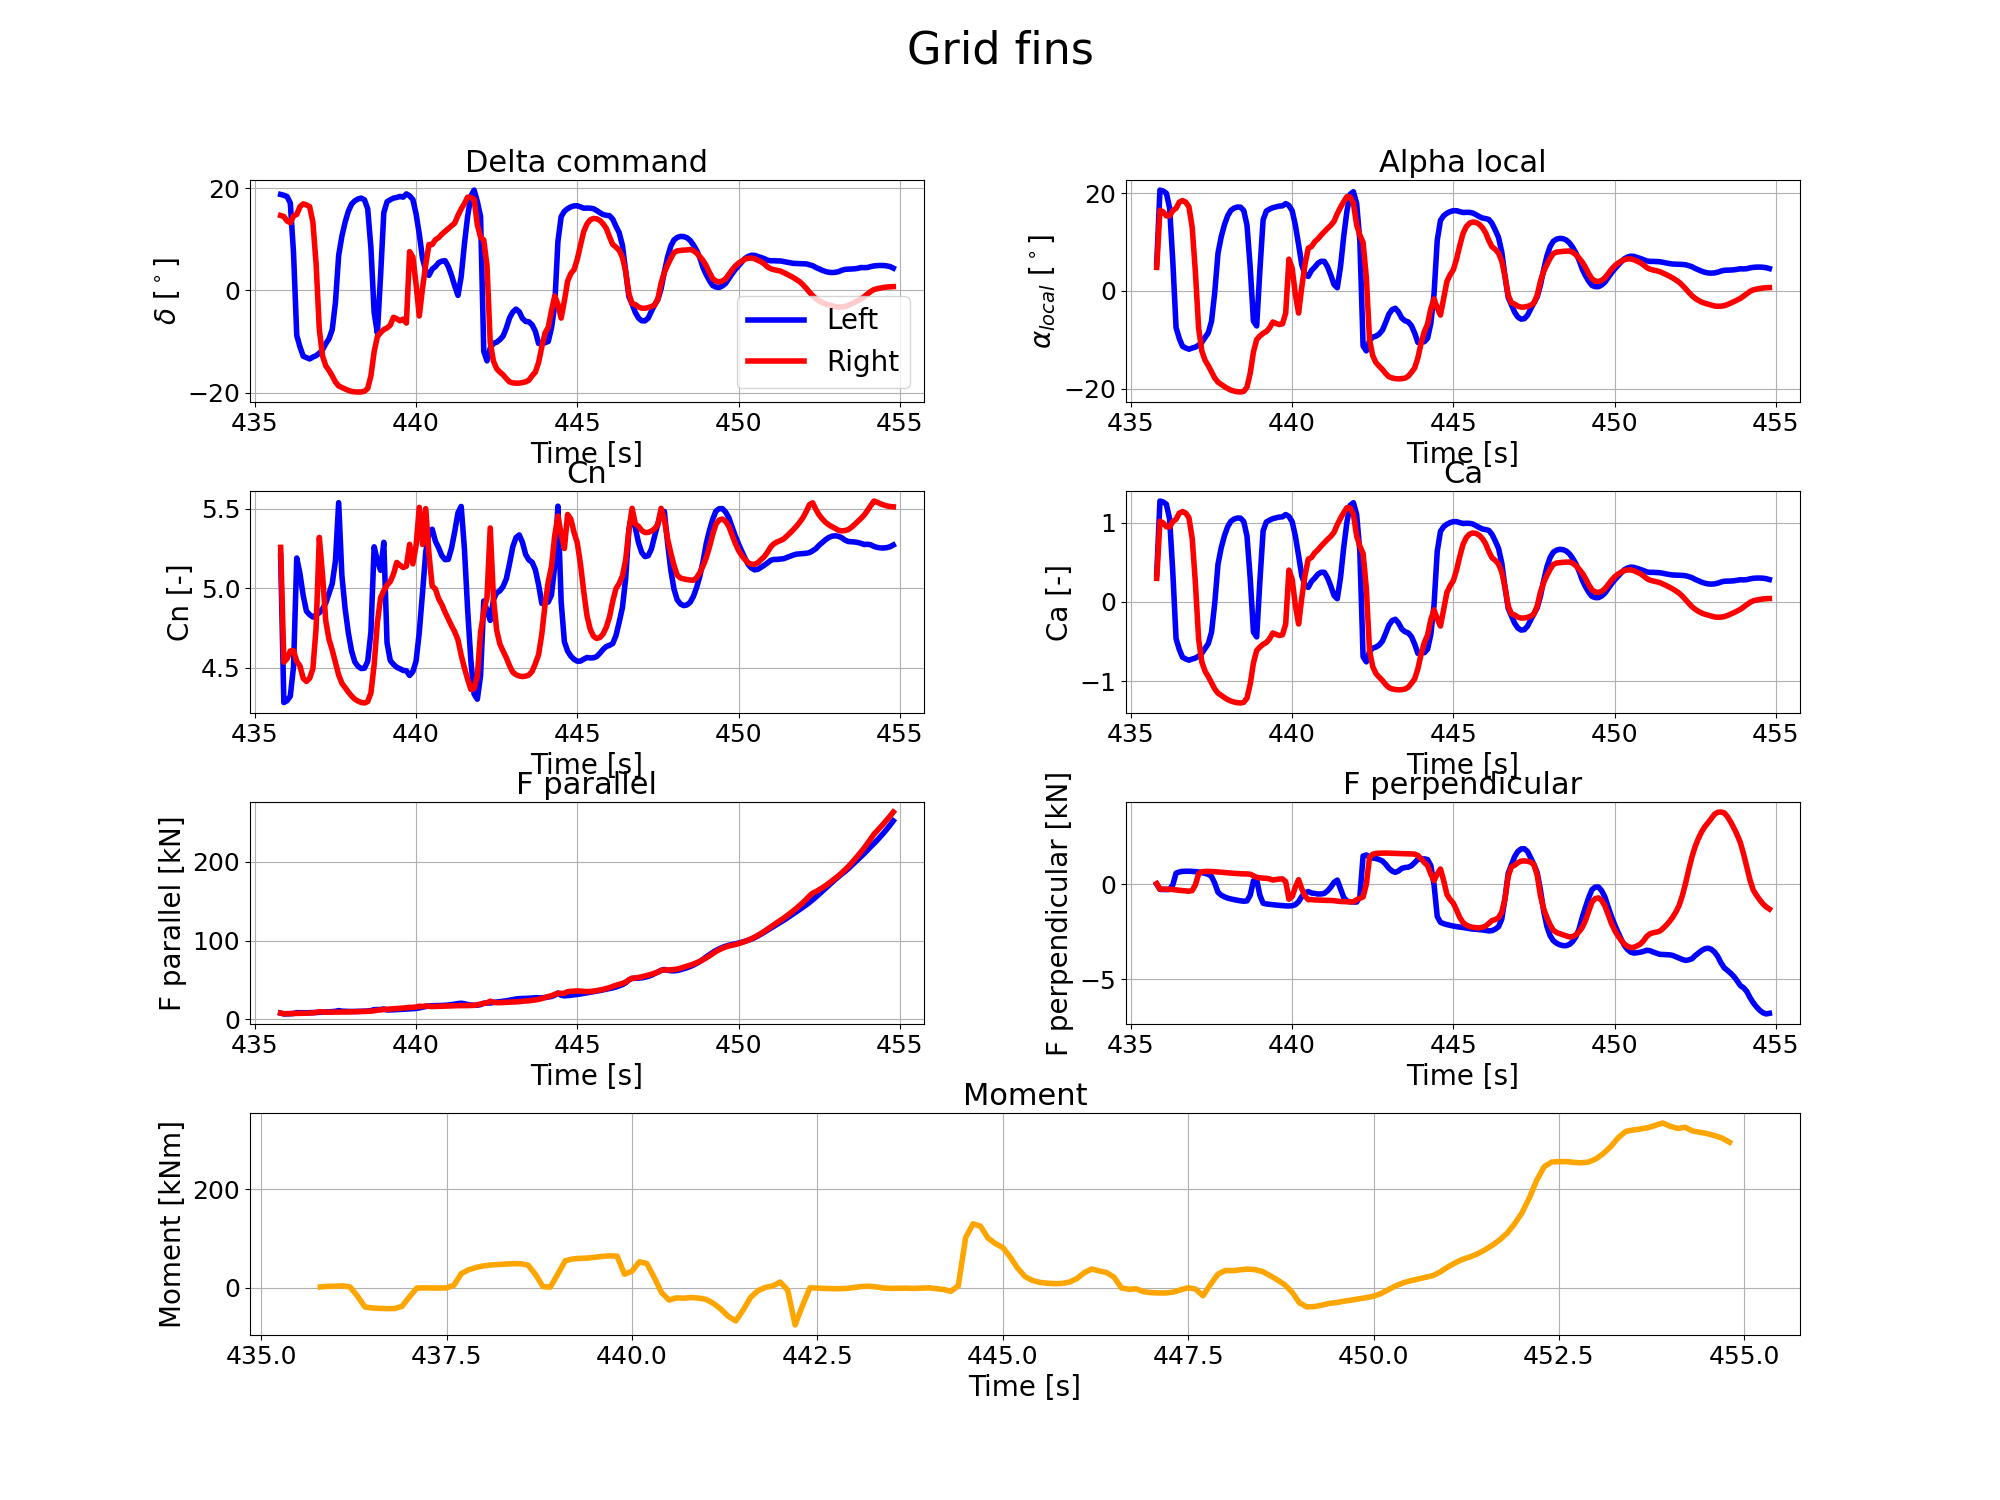 Grid fins
Delta command
δ [°]
20
0
−20
435 440 445 450 455
Time [s]
Left
Right
Alpha local
αlocal [°]
20
0
−20
435 440 445 450 455
Time [s]
Cn
Cn [-]
5.5
5.0
4.5
435 440 445 450 455
Time [s]
Ca
Ca [-]
1
0
−1
435 440 445 450 455
Time [s]
F parallel
F parallel [kN]
200
100
0
435 440 445 450 455
Time [s]
F perpendicular
F perpendicular [kN]
0
−5
435 440 445 450 455
Time [s]
Moment
Moment [kNm]
200
0
435.0 437.5 440.0 442.5 445.0 447.5 450.0 452.5 455.0
Time [s]